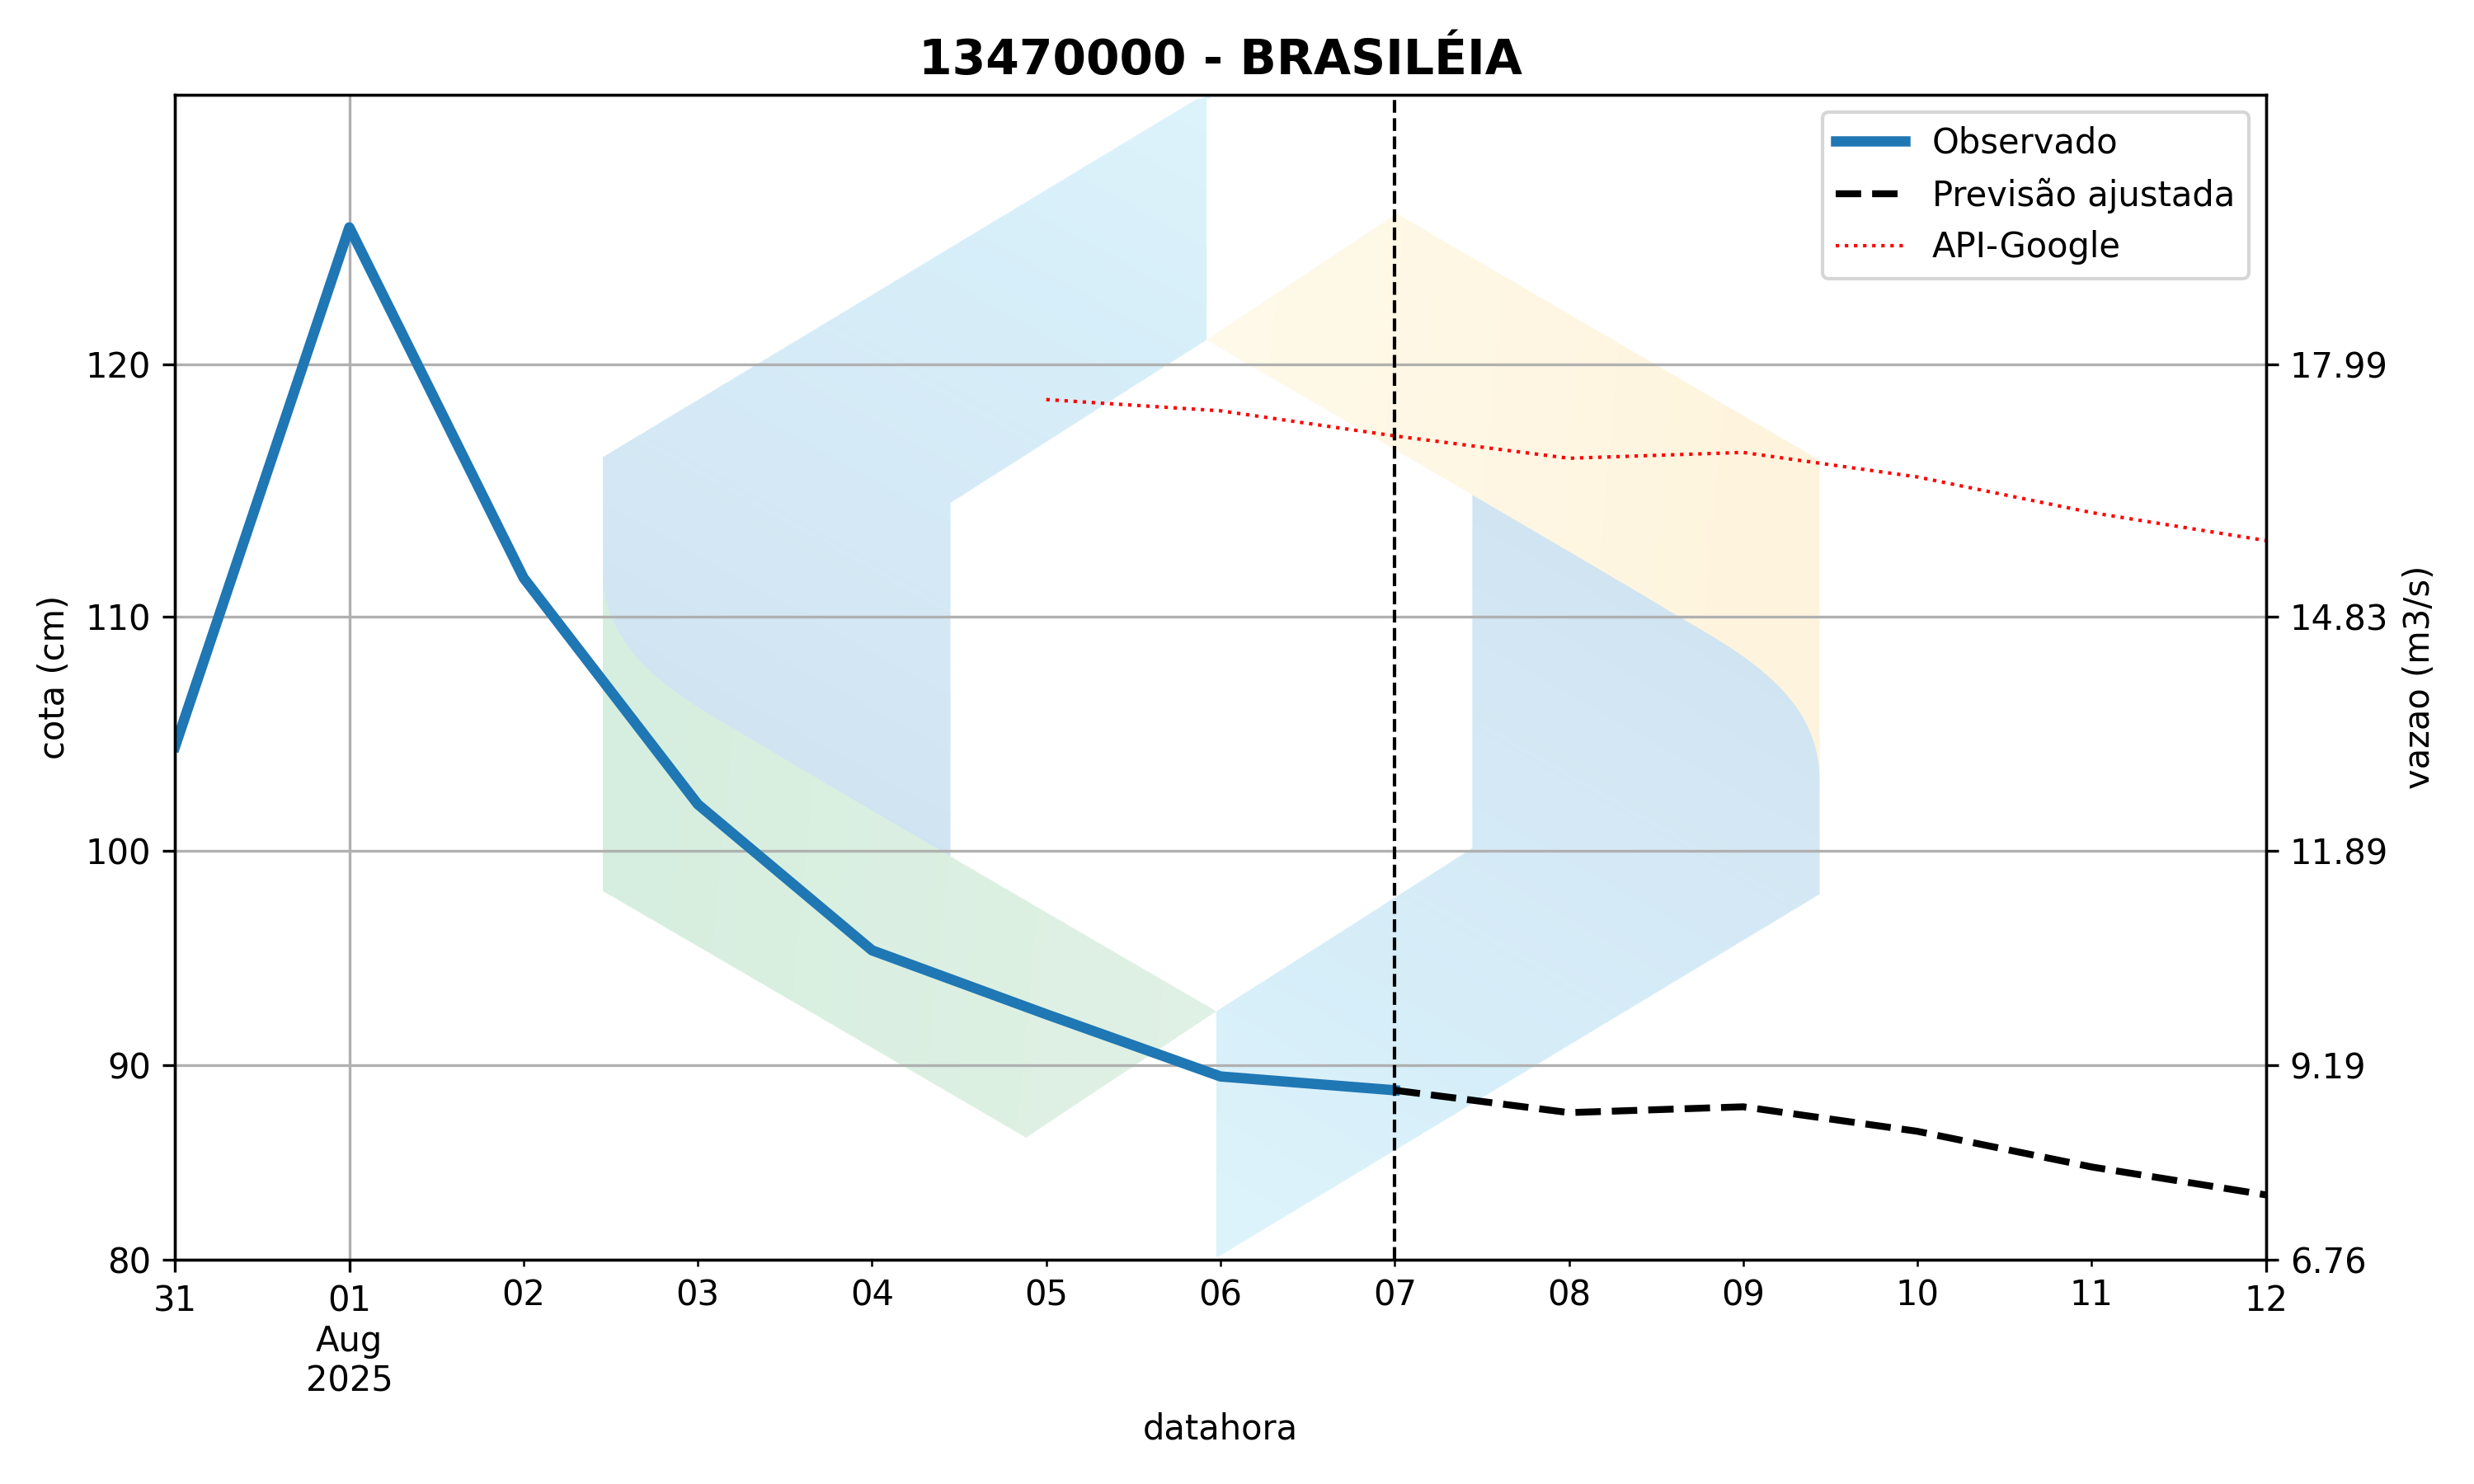 13470000 - BRASILÉIA
Observado
Previsão ajustada
API-Google
cota (cm)
120
110
100
90
80
17.99
14.83
11.89
9.19
6.76
vazao (m3/s)
31 01 02 03 04 05 06 07 08 09 10 11 12
Aug
2025
datahora